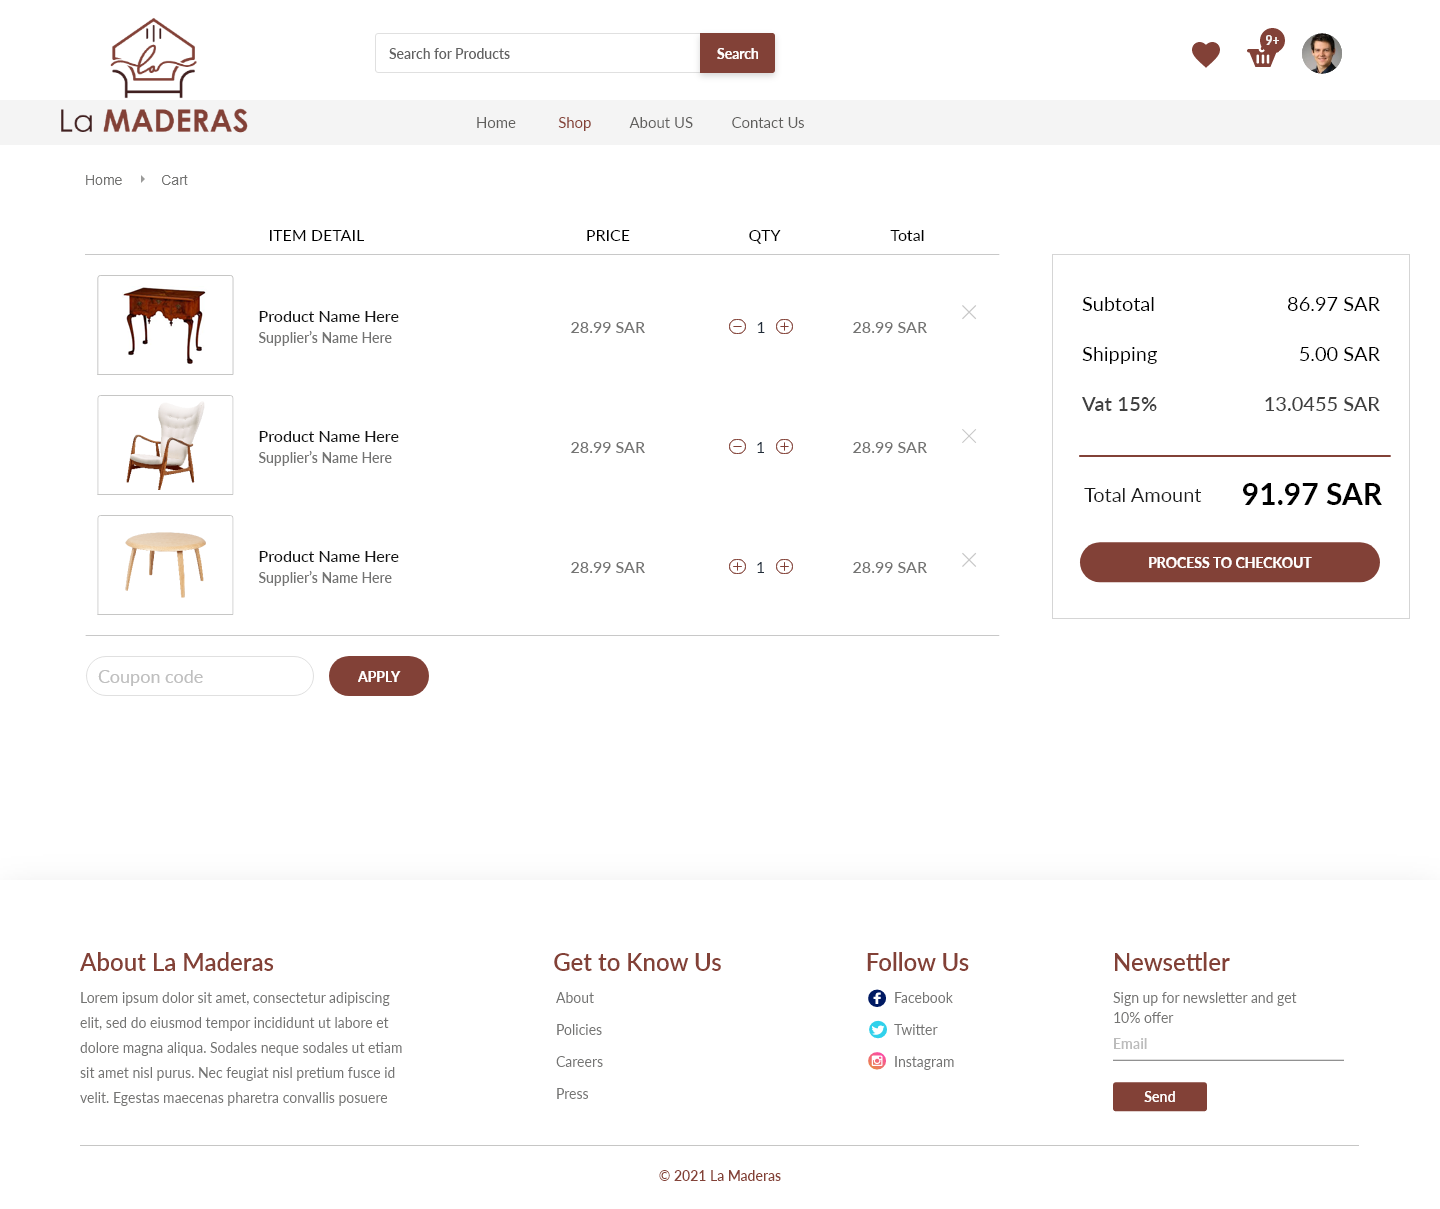 La MADERAS
Search for Products
Search
9+
Home
Shop
About US
Contact Us
Home
Cart
ITEM DETAIL
PRICE
QTY
Total
Product Name Here
Supplier's Name Here
28.99 SAR
1
28.99 SAR
Product Name Here
Supplier's Name Here
28.99 SAR
1
28.99 SAR
Product Name Here
Supplier's Name Here
28.99 SAR
1
28.99 SAR
Coupon code
APPLY
Subtotal 86.97 SAR
Shipping 5.00 SAR
Vat 15% 13.0455 SAR
Total Amount 91.97 SAR
PROCESS TO CHECKOUT
About La Maderas
Lorem ipsum dolor sit amet, consectetur adipiscing
elit, sed do eiusmod tempor incididunt ut labore et
dolore magna aliqua. Sodales neque sodales ut etiam
sit amet nisl purus. Nec feugiat nisl pretium fusce id
velit. Egestas maecenas pharetra convallis posuere
Get to Know Us
About
Policies
Careers
Press
Follow Us
Facebook
Twitter
Instagram
Newsettler
Sign up for newsletter and get
10% offer
Email
Send
© 2021 La Maderas